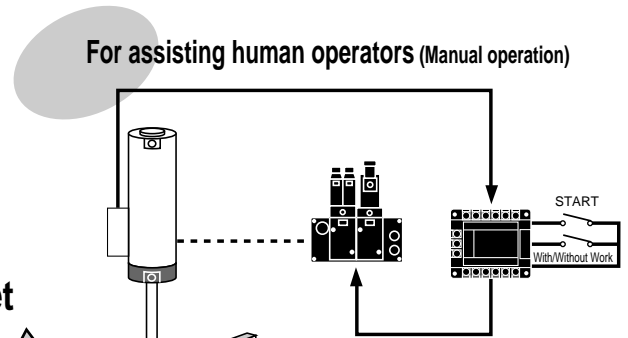 For assisting human operators (Manual operation)
START
With/Without Work